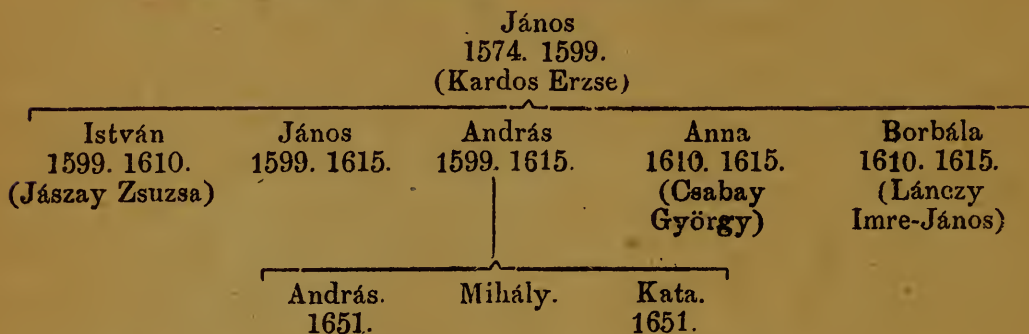 János
1574. 1599.
(Kardos Erzse)
István János András Anna Borbála
1599. 1610. 1599. 1615. 1599. 1615. 1610. 1615. 1610. 1615.
(Jászay Zsuzsa) (Csabay (Lánczy
György) Imre-János)
András. Mihály. Kata.
1651. 1651.